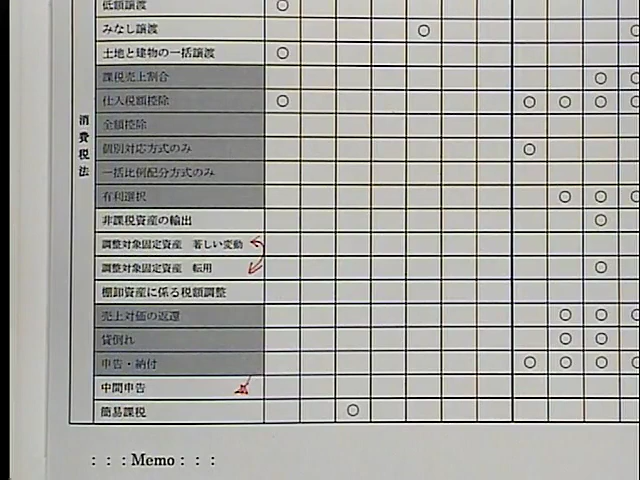 低額譲渡 ○
みなし譲渡 ○ ○
土地と建物の一括譲渡 ○
課税売上割合 ○ ○
仕入税額控除 ○ ○ ○ ○ ○
全額控除
個別対応方式のみ ○
一括比例配分方式のみ
有利選択 ○ ○ ○
非課税資産の輸出 ○
調整対象固定資産 著しい変動
調整対象固定資産 転用 ○
棚卸資産に係る税額調整
売上対価の返還 ○ ○ ○
貸倒れ ○ ○
申告・納付 ○ ○ ○ ○
中間申告
簡易課税 ○
消費税法
:::Memo:::